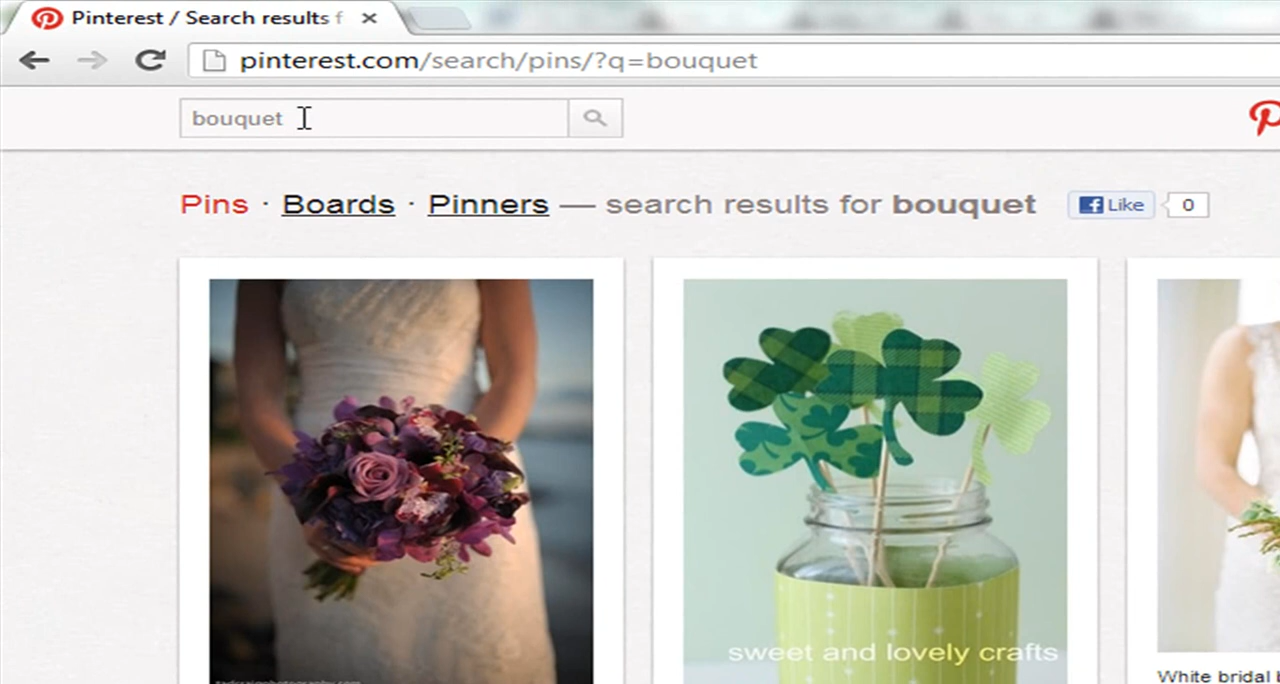 Pinterest / Search results f
pinterest.com/search/pins/?q=bouquet
bouquet
Pins · Boards · Pinners — search results for bouquet
Like 0
sweet and lovely crafts
White bridal